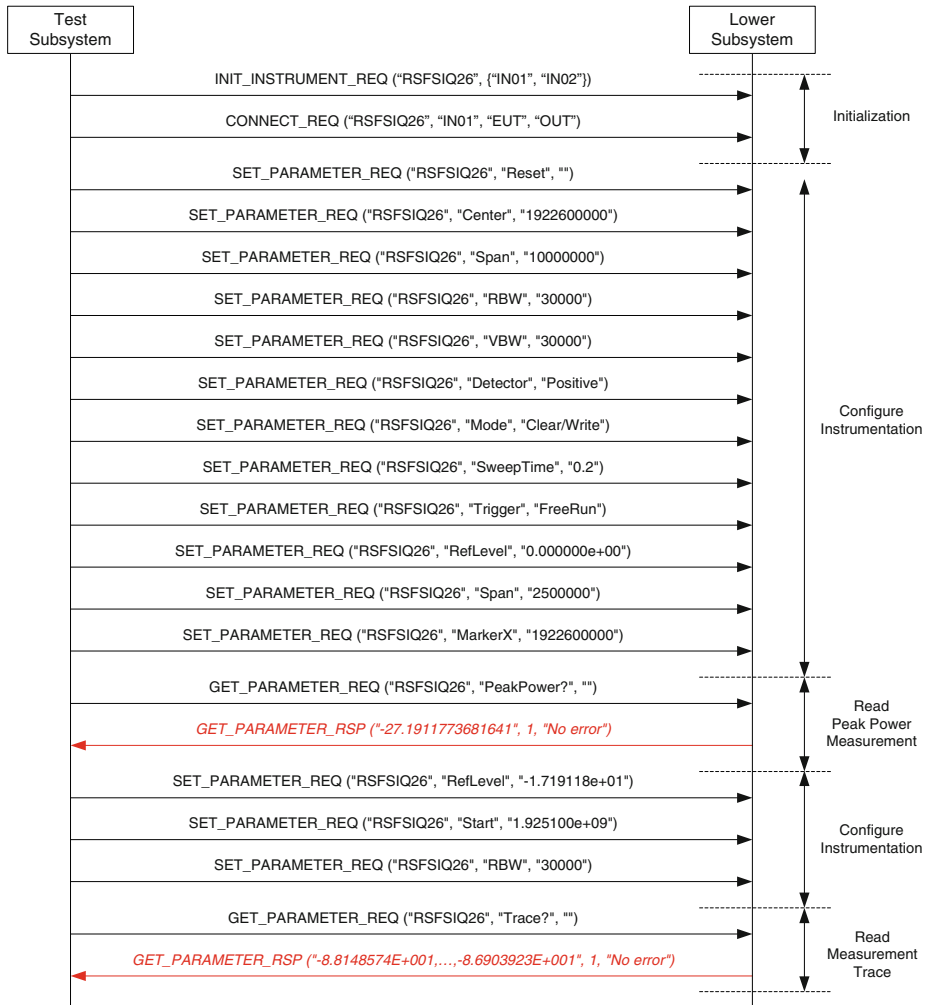 Test
Subsystem
Lower
Subsystem
INIT_INSTRUMENT_REQ (“RSFSIQ26”, {“IN01”, “IN02”})
CONNECT_REQ (“RSFSIQ26”, “IN01”, “EUT”, “OUT”)
Initialization
SET_PARAMETER_REQ ("RSFSIQ26", "Reset", "")
SET_PARAMETER_REQ ("RSFSIQ26", "Center", "1922600000")
SET_PARAMETER_REQ ("RSFSIQ26", "Span", "10000000")
SET_PARAMETER_REQ ("RSFSIQ26", "RBW", "30000")
SET_PARAMETER_REQ ("RSFSIQ26", "VBW", "30000")
SET_PARAMETER_REQ ("RSFSIQ26", "Detector", "Positive")
SET_PARAMETER_REQ ("RSFSIQ26", "Mode", "Clear/Write")
SET_PARAMETER_REQ ("RSFSIQ26", "SweepTime", "0.2")
SET_PARAMETER_REQ ("RSFSIQ26", "Trigger", "FreeRun")
SET_PARAMETER_REQ ("RSFSIQ26", "RefLevel", "0.000000e+00")
SET_PARAMETER_REQ ("RSFSIQ26", "Span", "2500000")
SET_PARAMETER_REQ ("RSFSIQ26", "MarkerX", "1922600000")
Configure
Instrumentation
GET_PARAMETER_REQ ("RSFSIQ26", "PeakPower?", "")
GET_PARAMETER_RSP ("-27.1911773681641", 1, "No error")
Read
Peak Power
Measurement
SET_PARAMETER_REQ ("RSFSIQ26", "RefLevel", "-1.719118e+01")
SET_PARAMETER_REQ ("RSFSIQ26", "Start", "1.925100e+09")
SET_PARAMETER_REQ ("RSFSIQ26", "RBW", "30000")
Configure
Instrumentation
GET_PARAMETER_REQ ("RSFSIQ26", "Trace?", "")
GET_PARAMETER_RSP ("-8.8148574E+001,…,-8.6903923E+001", 1, "No error")
Read
Measurement
Trace